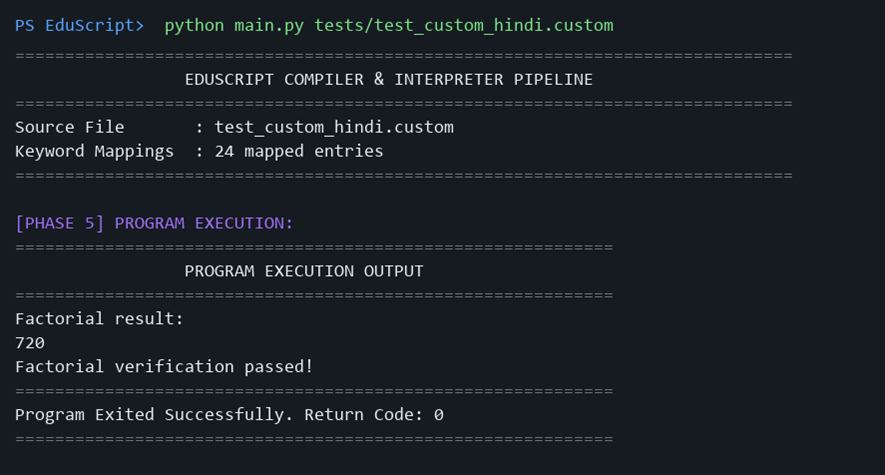 PS EduScript>  python main.py tests/test_custom_hindi.custom
==============================================================================
                 EDUSCRIPT COMPILER & INTERPRETER PIPELINE
==============================================================================
Source File       : test_custom_hindi.custom
Keyword Mappings  : 24 mapped entries
==============================================================================

[PHASE 5] PROGRAM EXECUTION:
============================================================
                 PROGRAM EXECUTION OUTPUT
============================================================
Factorial result:
720
Factorial verification passed!
============================================================
Program Exited Successfully. Return Code: 0
============================================================